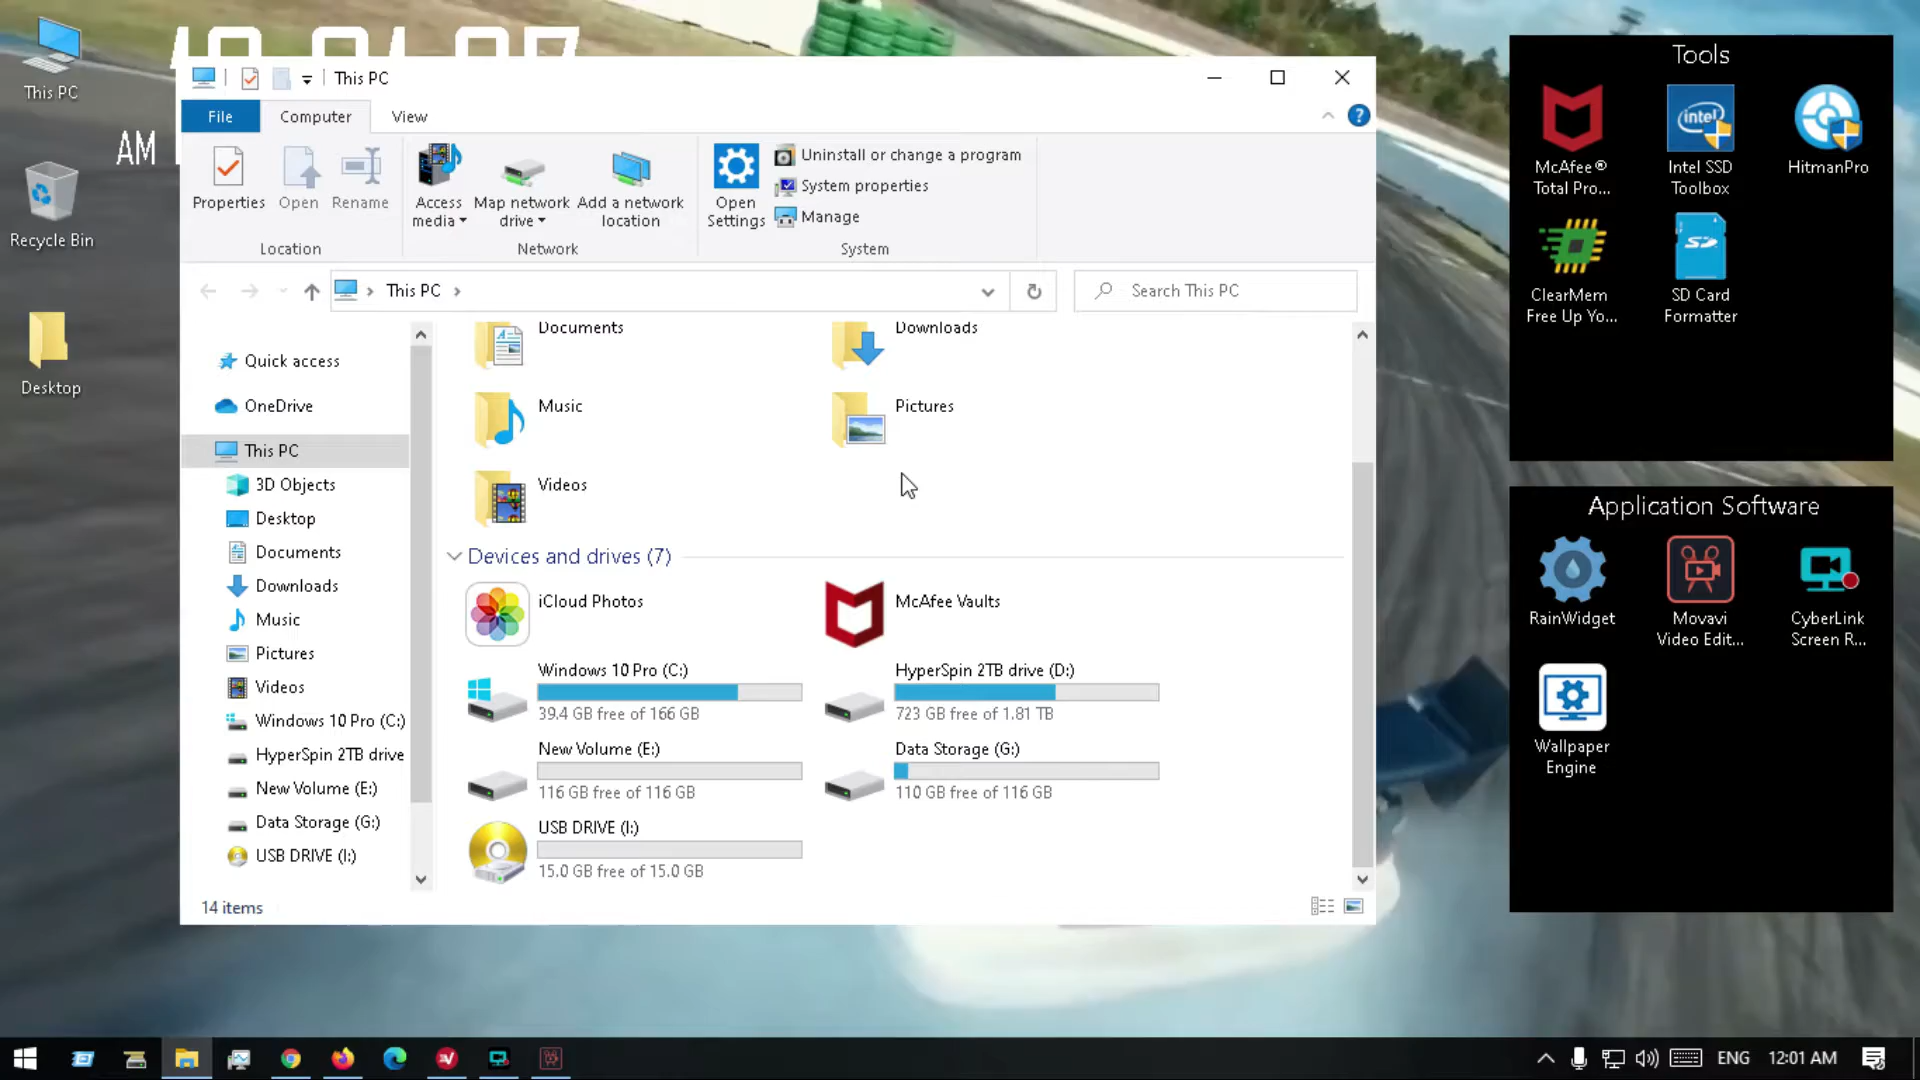 This PC
Recycle Bin
Desktop
AM
This PC
File
Computer
View
Properties
Open
Rename
Location
Access
media
Map network
drive
Add a network
location
Network
Open
Settings
Uninstall or change a program
System properties
Manage
System
This PC
Search This PC
Quick access
OneDrive
This PC
3D Objects
Desktop
Documents
Downloads
Music
Pictures
Videos
Windows 10 Pro (C:)
HyperSpin 2TB drive
New Volume (E:)
Data Storage (G:)
USB DRIVE (I:)
Documents
Downloads
Music
Pictures
Videos
Devices and drives (7)
iCloud Photos
McAfee Vaults
Windows 10 Pro (C:)
39.4 GB free of 166 GB
HyperSpin 2TB drive (D:)
723 GB free of 1.81 TB
New Volume (E:)
116 GB free of 116 GB
Data Storage (G:)
110 GB free of 116 GB
USB DRIVE (I:)
15.0 GB free of 15.0 GB
14 items
Tools
McAfee®
Total Pro...
intel
Intel SSD
Toolbox
HitmanPro
ClearMem
Free Up Yo...
SD
SD Card
Formatter
Application Software
RainWidget
Movavi
Video Edit...
CyberLink
Screen R...
Wallpaper
Engine
ENG
12:01 AM